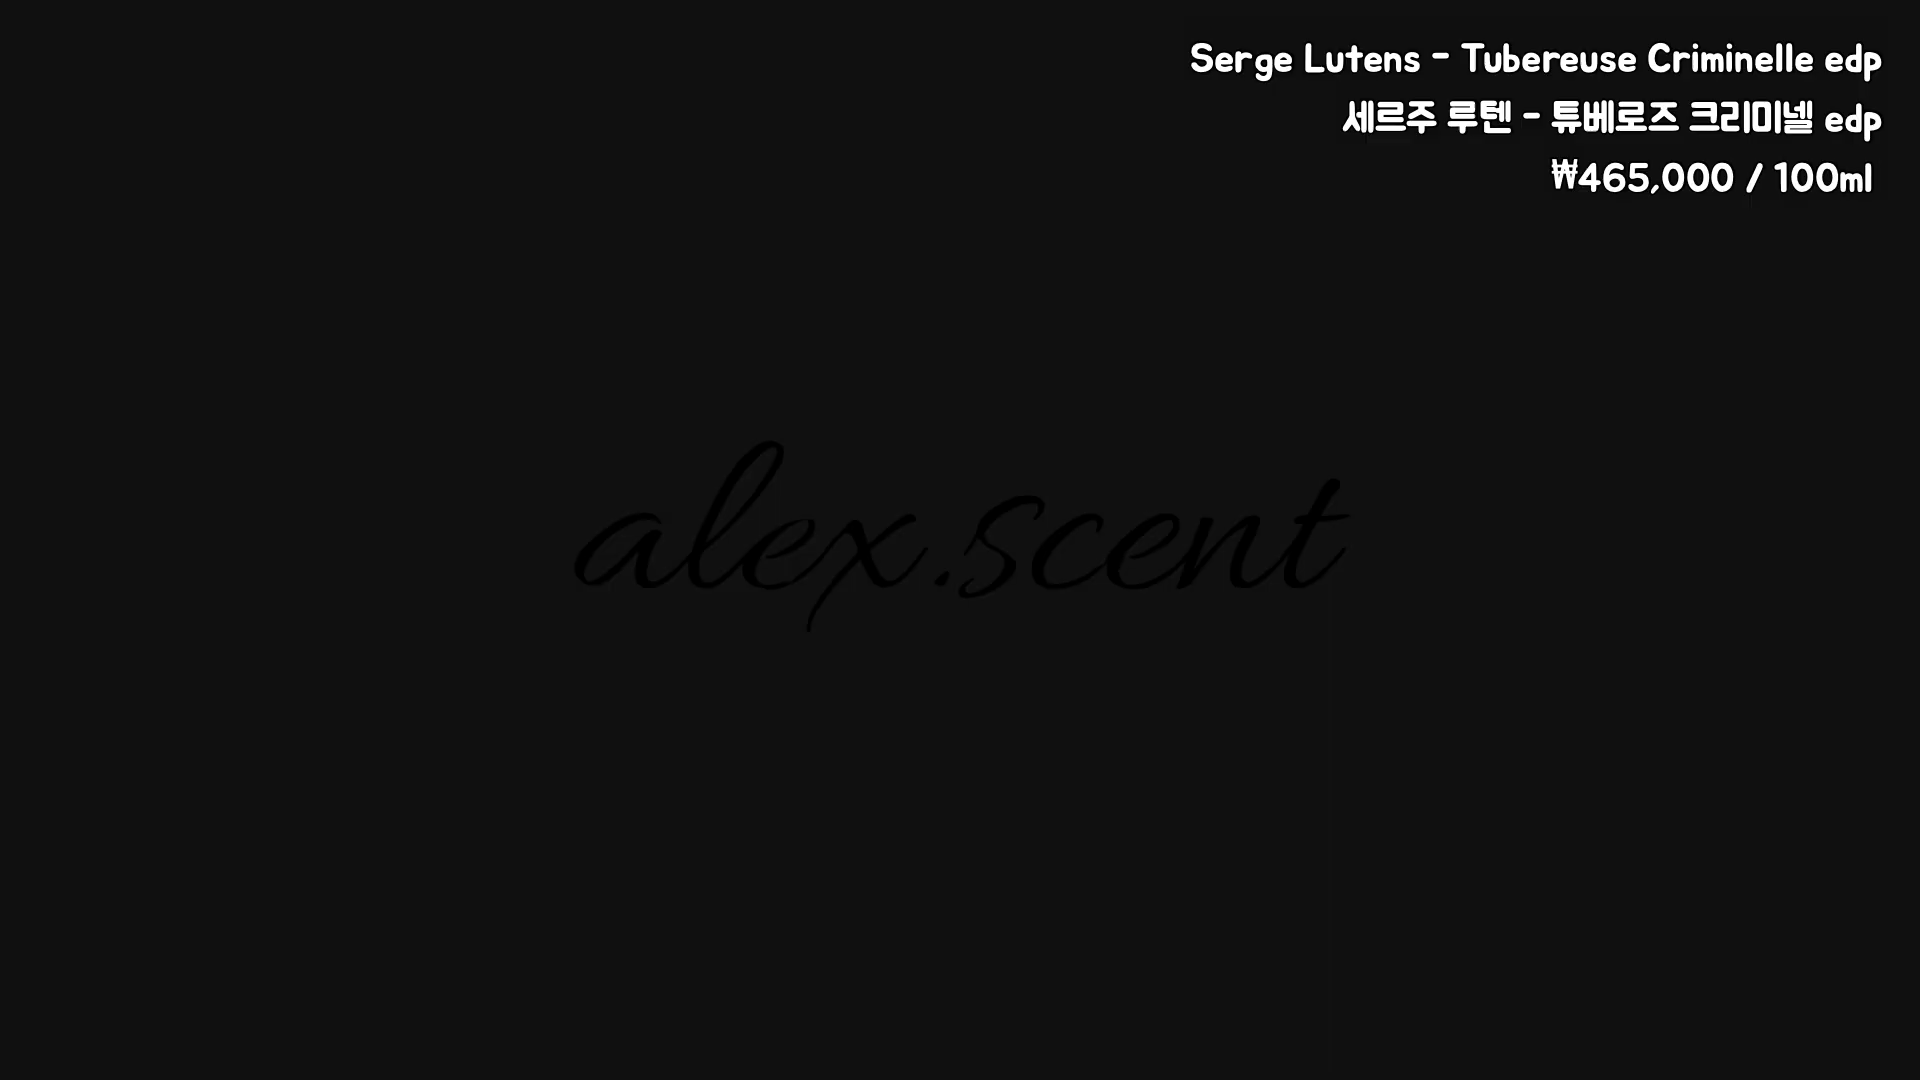 Serge Lutens - Tubereuse Criminelle edp
세르주 루텐 - 튜베로즈 크리미넬 edp
₩465,000 / 100ml
alex.scent